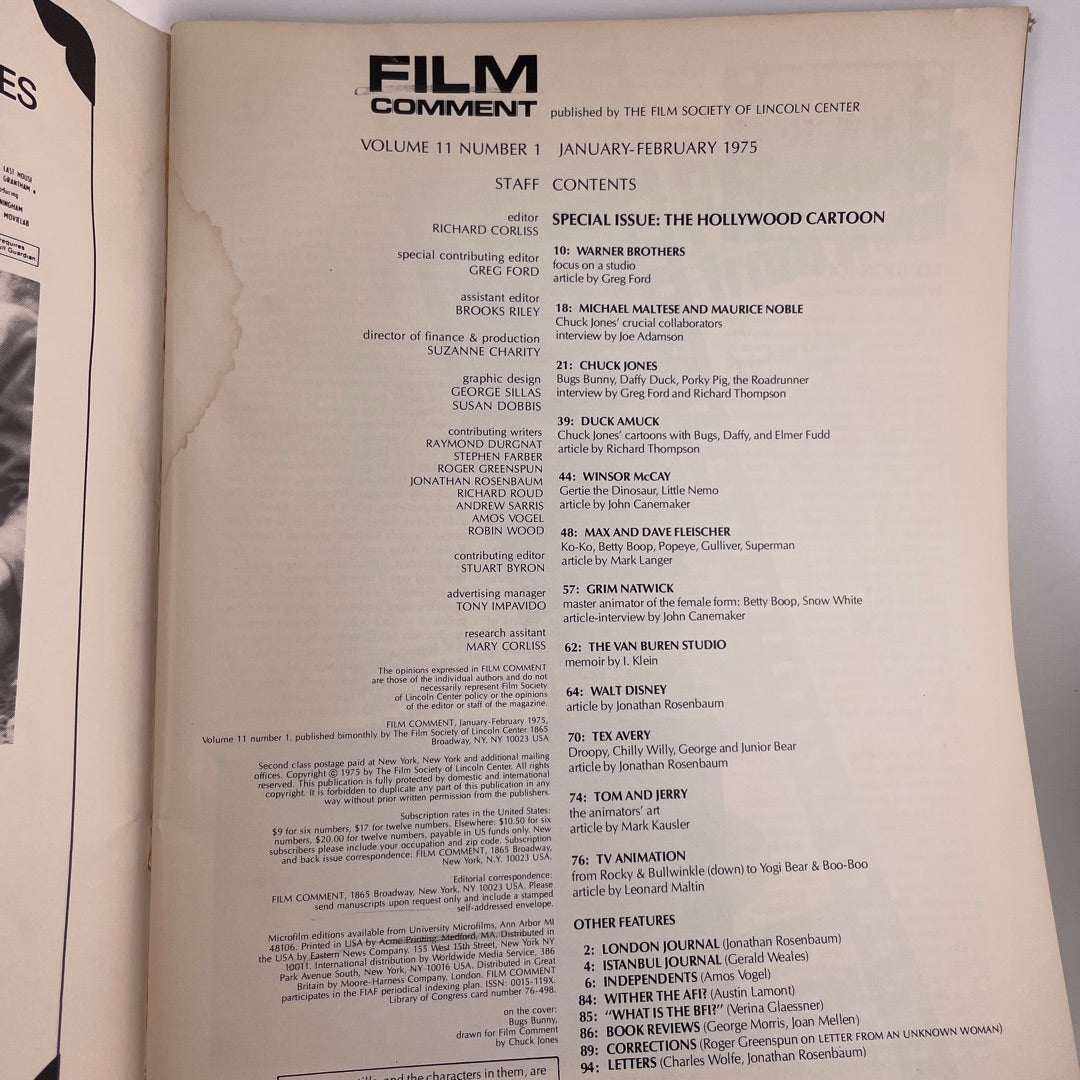 ES
LAST HOUSE
GRANTHAM •
oducing
NINGHAM
MOVIELAB
requires
ult Guardian
FILM
COMMENT
published by THE FILM SOCIETY OF LINCOLN CENTER
VOLUME 11 NUMBER 1 JANUARY-FEBRUARY 1975
STAFF
editor
RICHARD CORLISS
special contributing editor
GREG FORD
assistant editor
BROOKS RILEY
director of finance & production
SUZANNE CHARITY
graphic design
GEORGE SILLAS
SUSAN DOBBIS
contributing writers
RAYMOND DURGNAT
STEPHEN FARBER
ROGER GREENSPUN
JONATHAN ROSENBAUM
RICHARD ROUD
ANDREW SARRIS
AMOS VOGEL
ROBIN WOOD
contributing editor
STUART BYRON
advertising manager
TONY IMPAVIDO
research assitant
MARY CORLISS
The opinions expressed in FILM COMMENT
are those of the individual authors and do not
necessarily represent Film Society
of Lincoln Center policy or the opinions
of the editor or staff of the magazine.
FILM COMMENT, January-February 1975,
Volume 11 number 1, published bimonthly by The Film Society of Lincoln Center 1865
Broadway, NY, NY 10023 USA
Second class postage paid at New York, New York and additional mailing
offices. Copyright © 1975 by The Film Society of Lincoln Center. All rights
reserved. This publication is fully protected by domestic and international
copyright. It is forbidden to duplicate any part of this publication in any
way without prior written permission from the publishers.
Subscription rates in the United States:
$9 for six numbers, $17 for twelve numbers. Elsewhere: $10.50 for six
numbers, $20.00 for twelve numbers, payable in US funds only. New
subscribers please include your occupation and zip code. Subscription
and back issue correspondence: FILM COMMENT, 1865 Broadway,
New York, N.Y. 10023 USA.
Editorial correspondence:
FILM COMMENT, 1865 Broadway, New York, NY 10023 USA. Please
send manuscripts upon request only and include a stamped
self-addressed envelope.
Microfilm editions available from University Microfilms, Ann Arbor MI
48106. Printed in USA by Acme Printing, Medford, MA. Distributed in
the USA by Eastern News Company. 155 West 15th Street, New York NY
10011. International distribution by Worldwide Media Service, 386
Park Avenue South, New York, NY 10016 USA. Distributed in Great
Britain by Moore-Harness Company, London. FILM COMMENT
participates in the FIAF periodical indexing plan. ISSN: 0015-119X.
Library of Congress card number 76-498.
on the cover:
Bugs Bunny,
drawn for Film Comment
by Chuck Jones
and the characters in them, are
CONTENTS
SPECIAL ISSUE: THE HOLLYWOOD CARTOON
10: WARNER BROTHERS
focus on a studio
article by Greg Ford
18: MICHAEL MALTESE AND MAURICE NOBLE
Chuck Jones' crucial collaborators
interview by Joe Adamson
21: CHUCK JONES
Bugs Bunny, Daffy Duck, Porky Pig, the Roadrunner
interview by Greg Ford and Richard Thompson
39: DUCK AMUCK
Chuck Jones' cartoons with Bugs, Daffy, and Elmer Fudd
article by Richard Thompson
44: WINSOR McCAY
Gertie the Dinosaur, Little Nemo
article by John Canemaker
48: MAX AND DAVE FLEISCHER
Ko-Ko, Betty Boop, Popeye, Gulliver, Superman
article by Mark Langer
57: GRIM NATWICK
master animator of the female form: Betty Boop, Snow White
article-interview by John Canemaker
62: THE VAN BUREN STUDIO
memoir by I. Klein
64: WALT DISNEY
article by Jonathan Rosenbaum
70: TEX AVERY
Droopy, Chilly Willy, George and Junior Bear
article by Jonathan Rosenbaum
74: TOM AND JERRY
the animators' art
article by Mark Kausler
76: TV ANIMATION
from Rocky & Bullwinkle (down) to Yogi Bear & Boo-Boo
article by Leonard Maltin
OTHER FEATURES
2: LONDON JOURNAL (Jonathan Rosenbaum)
4: ISTANBUL JOURNAL (Gerald Weales)
6: INDEPENDENTS (Amos Vogel)
84: WITHER THE AFI? (Austin Lamont)
85: “WHAT IS THE BFI?” (Verina Glaessner)
86: BOOK REVIEWS (George Morris, Joan Mellen)
89: CORRECTIONS (Roger Greenspun on LETTER FROM AN UNKNOWN WOMAN)
94: LETTERS (Charles Wolfe, Jonathan Rosenbaum)